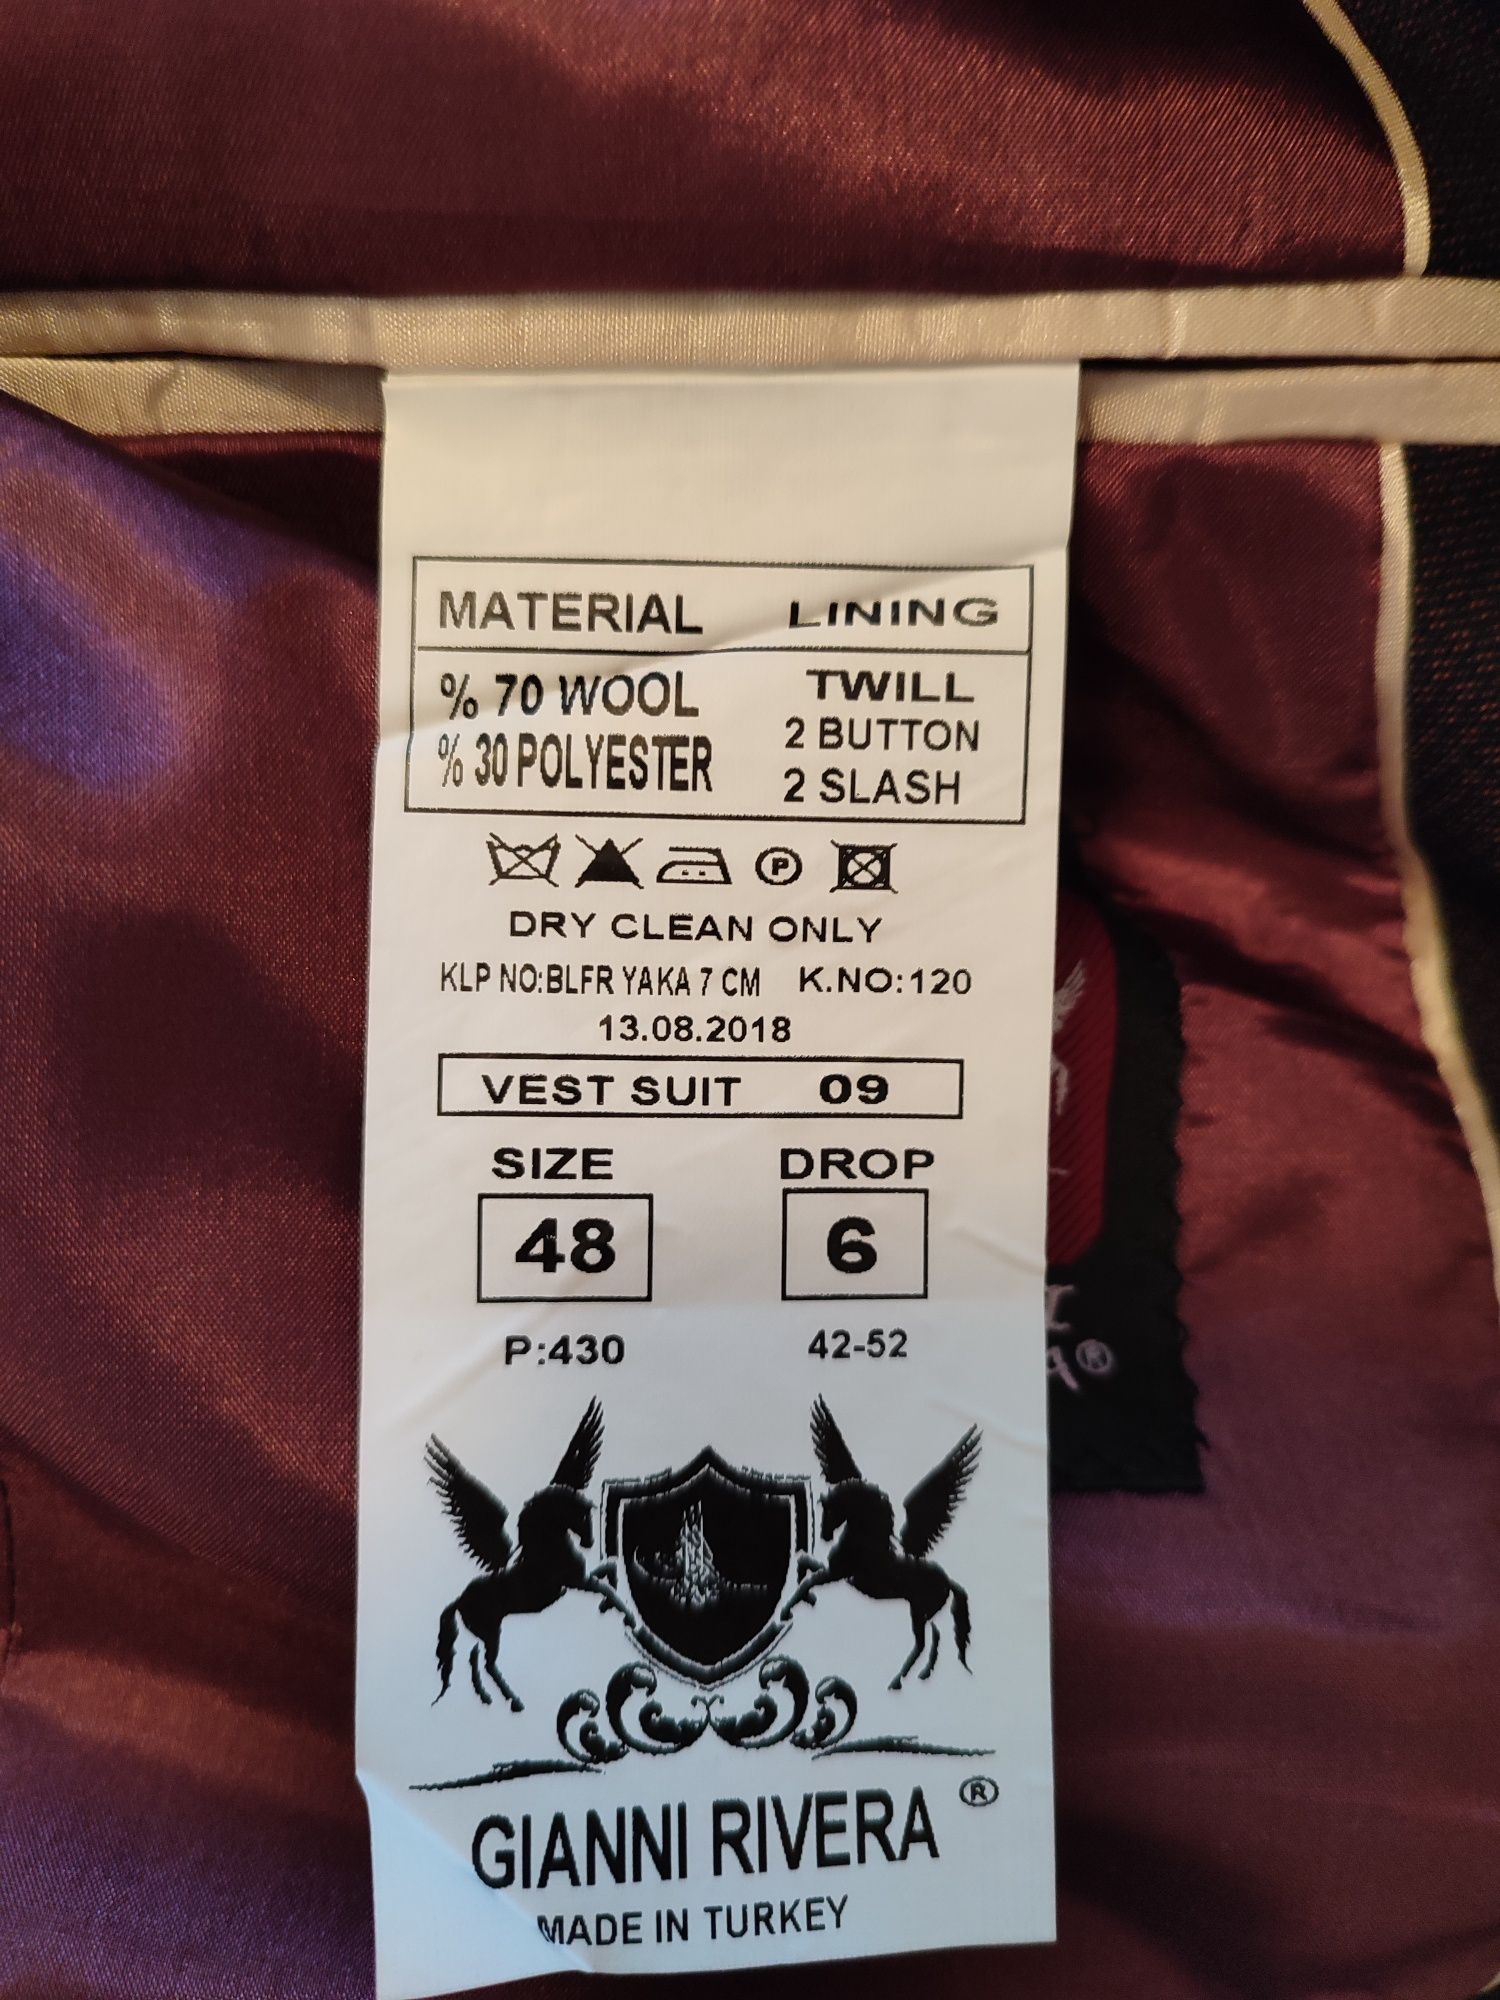 MATERIAL LINING
% 70 WOOL TWILL
% 30 POLYESTER 2 BUTTON
2 SLASH
P
DRY CLEAN ONLY
KLP NO:BLFR YAKA 7 CM K.NO:120
13.08.2018
VEST SUIT 09
SIZE DROP
48 6
P:430 42-52
GIANNI RIVERA ®
MADE IN TURKEY